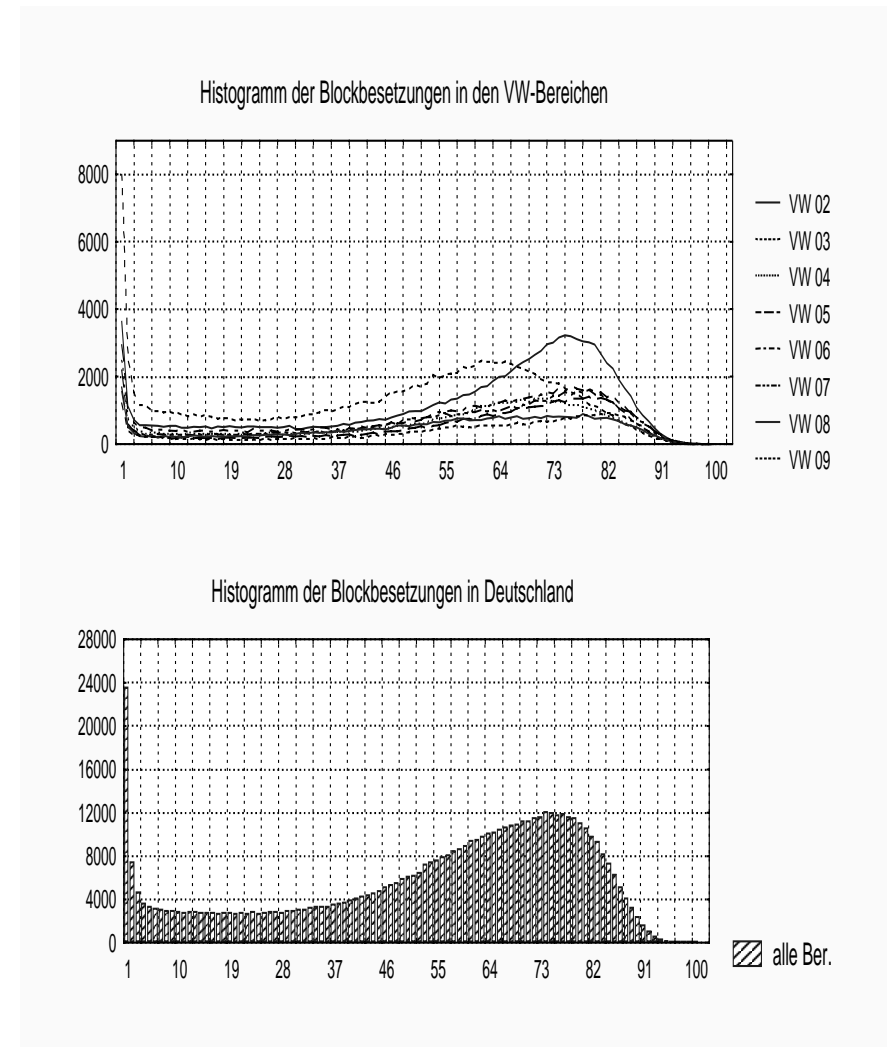 Histogramm der Blockbesetzungen in den VW-Bereichen
8000
6000
4000
2000
0
1 10 19 28 37 46 55 64 73 82 91 100
VW 02
VW 03
VW 04
VW 05
VW 06
VW 07
VW 08
VW 09
Histogramm der Blockbesetzungen in Deutschland
28000
24000
20000
16000
12000
8000
4000
0
1 10 19 28 37 46 55 64 73 82 91 100
alle Ber.